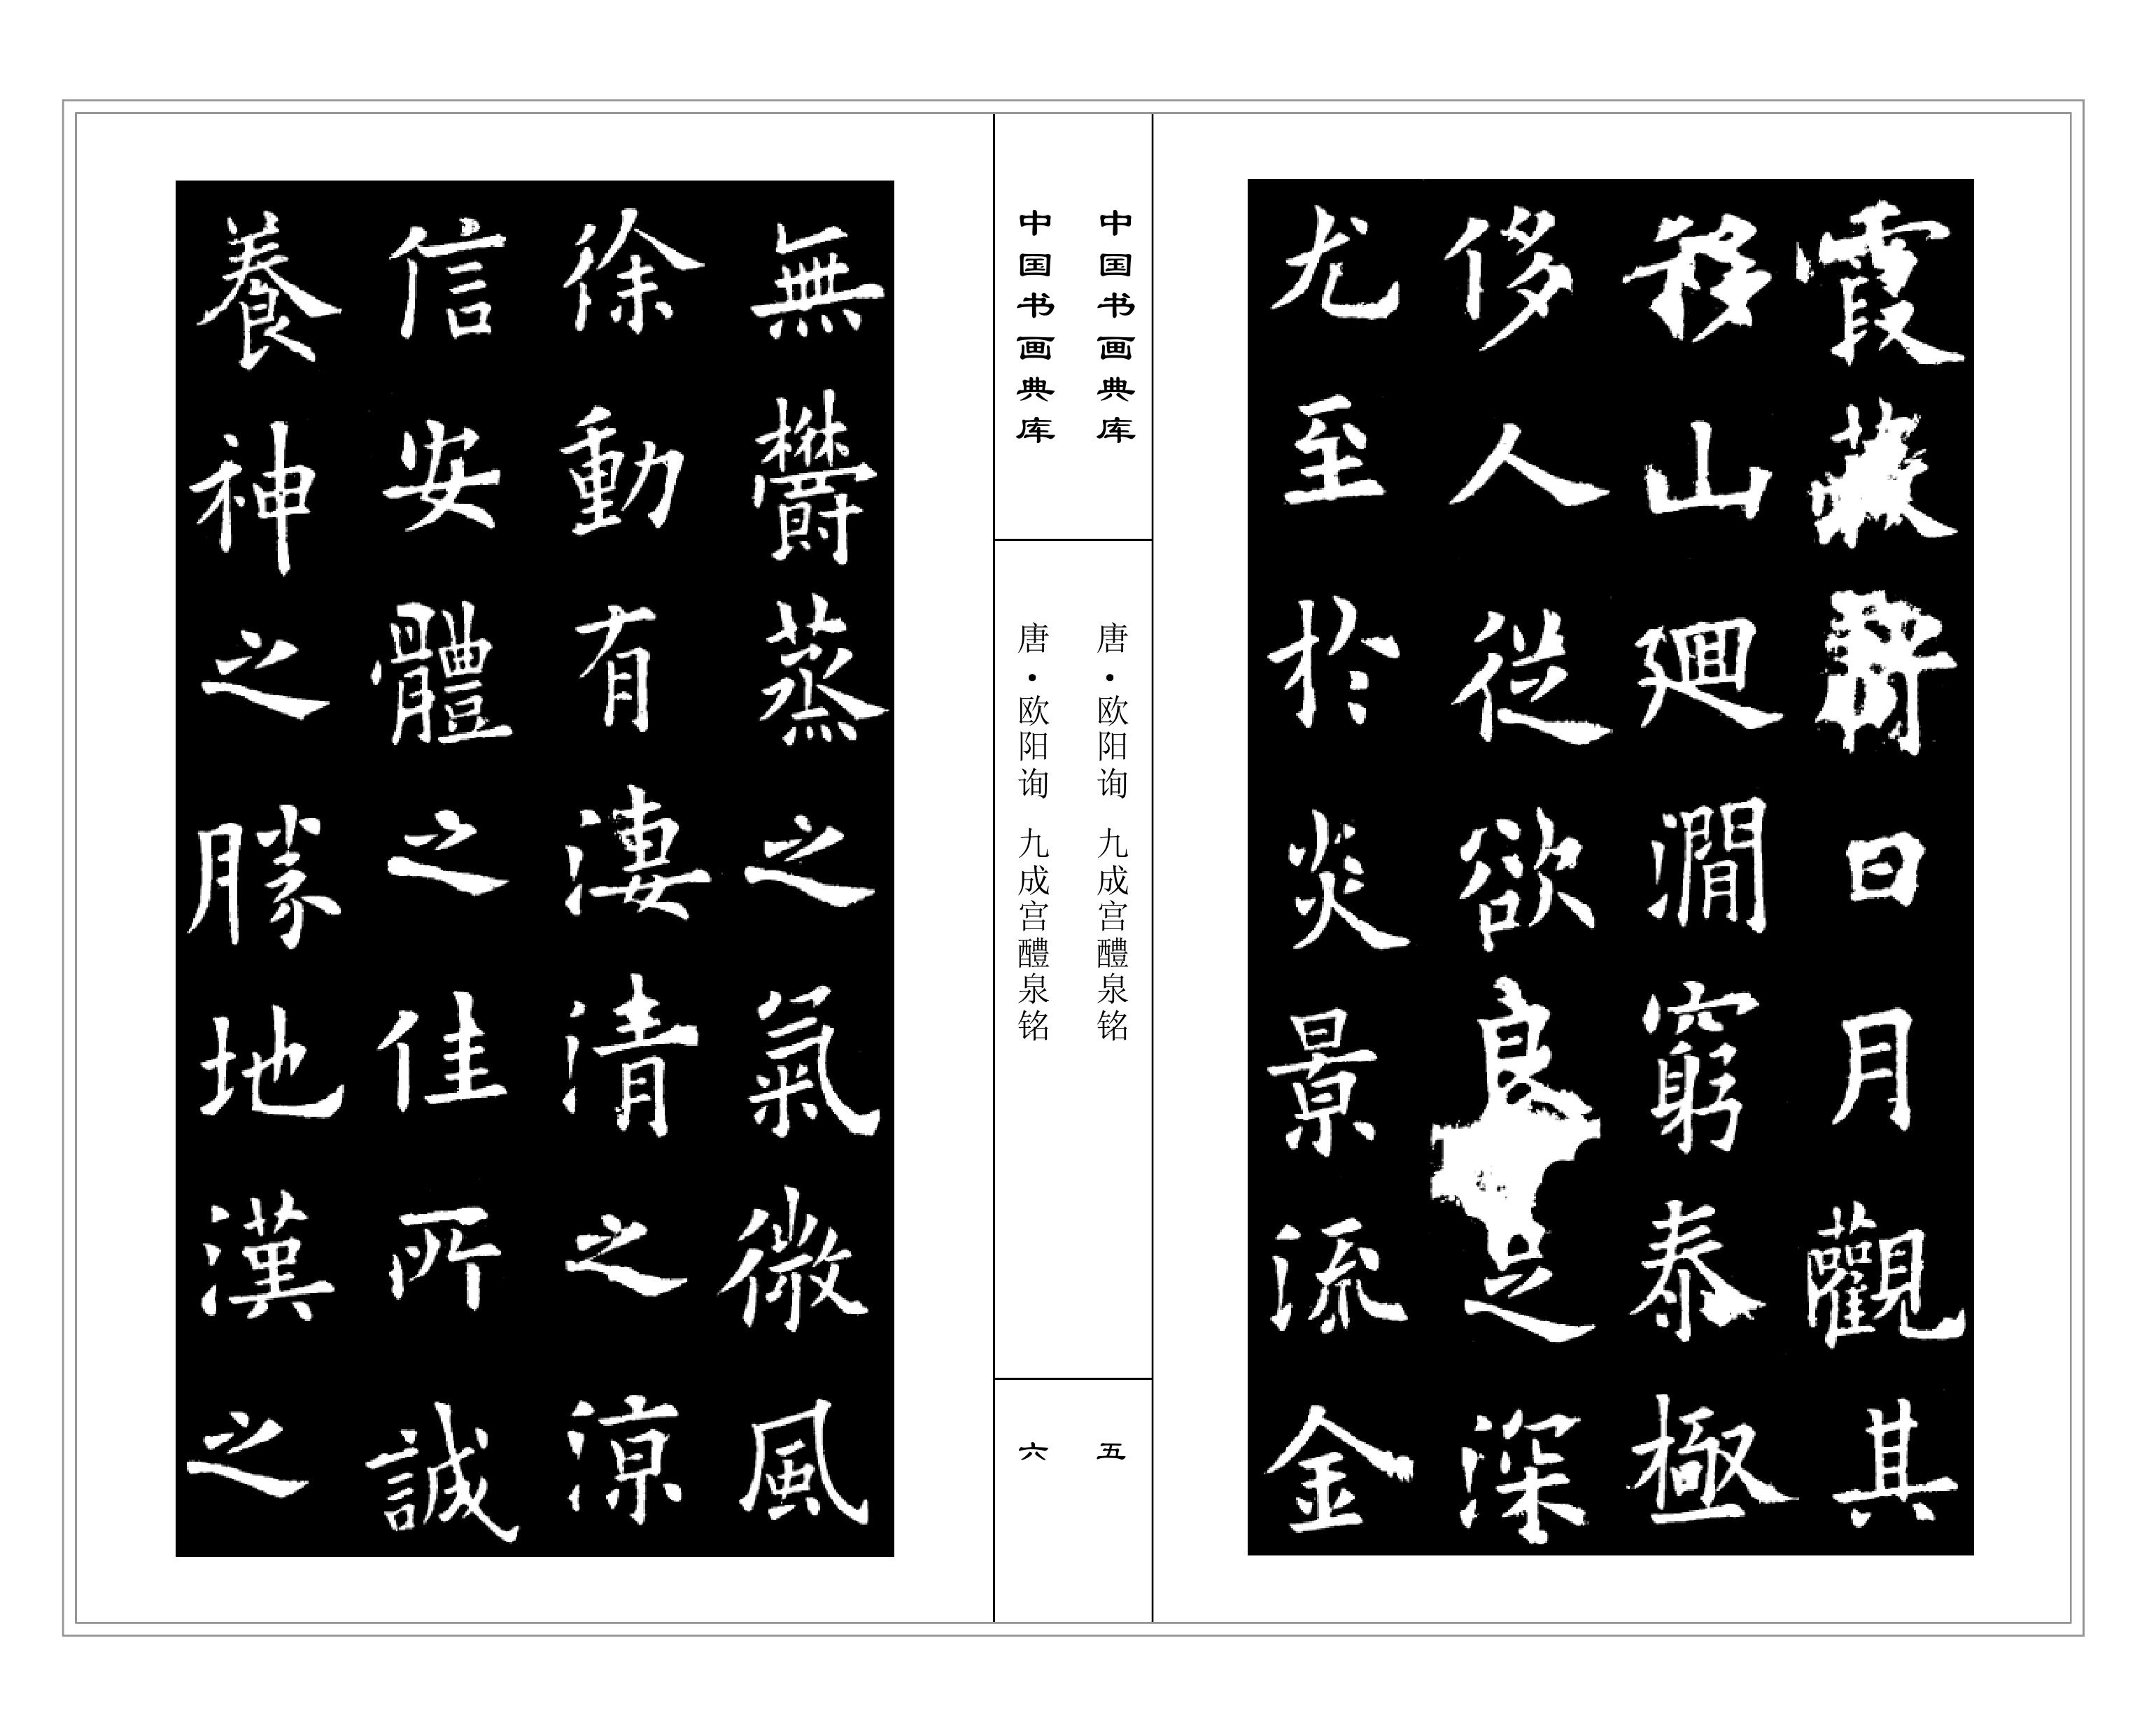 霞蔽虧日月觀其
移山廻澗窮泰極
侈人從欲良足深
尤至於炎景流金
中国书画典库
唐·欧阳询 九成宫醴泉铭
五
中国书画典库
唐·欧阳询 九成宫醴泉铭
六
無欝蒸之氣微風
徐動有淒清之涼
信安體之佳所誠
養神之勝地漢之